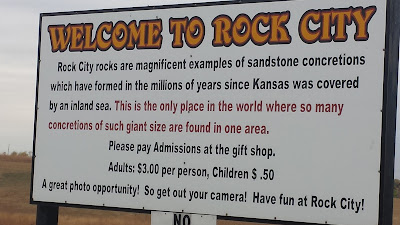 WELCOME TO ROCK CITY
Rock City rocks are magnificent examples of sandstone concretions
which have formed in the millions of years since Kansas was covered
by an inland sea. This is the only place in the world where so many
concretions of such giant size are found in one area.
Please pay Admissions at the gift shop.
Adults: $3.00 per person, Children $ .50
A great photo opportunity! So get out your camera! Have fun at Rock City!
NO